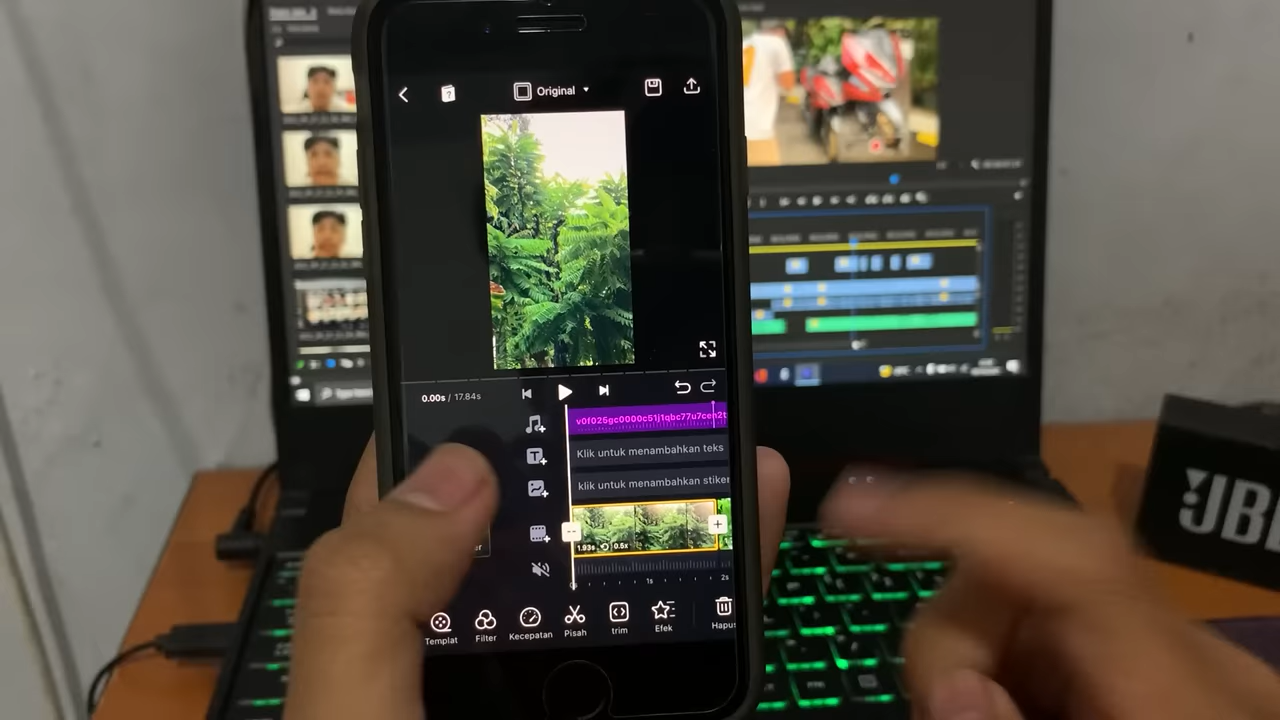 Original
0.00s / 17.84s
v0f025gc0000c51j1qbc77u7cen2t
Klik untuk menambahkan teks
klik untuk menambahkan stiker
1.93s 0.5x
1s 2s
Templat Filter Kecepatan Pisah trim Efek Hapus
JB